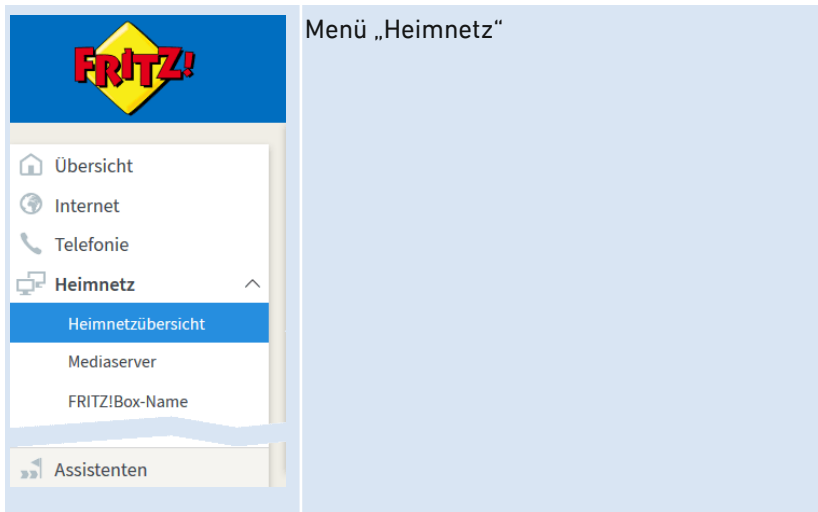 FRITZ!
Menü „Heimnetz“
Übersicht
Internet
Telefonie
Heimnetz
Heimnetzübersicht
Mediaserver
FRITZ!Box-Name
Assistenten